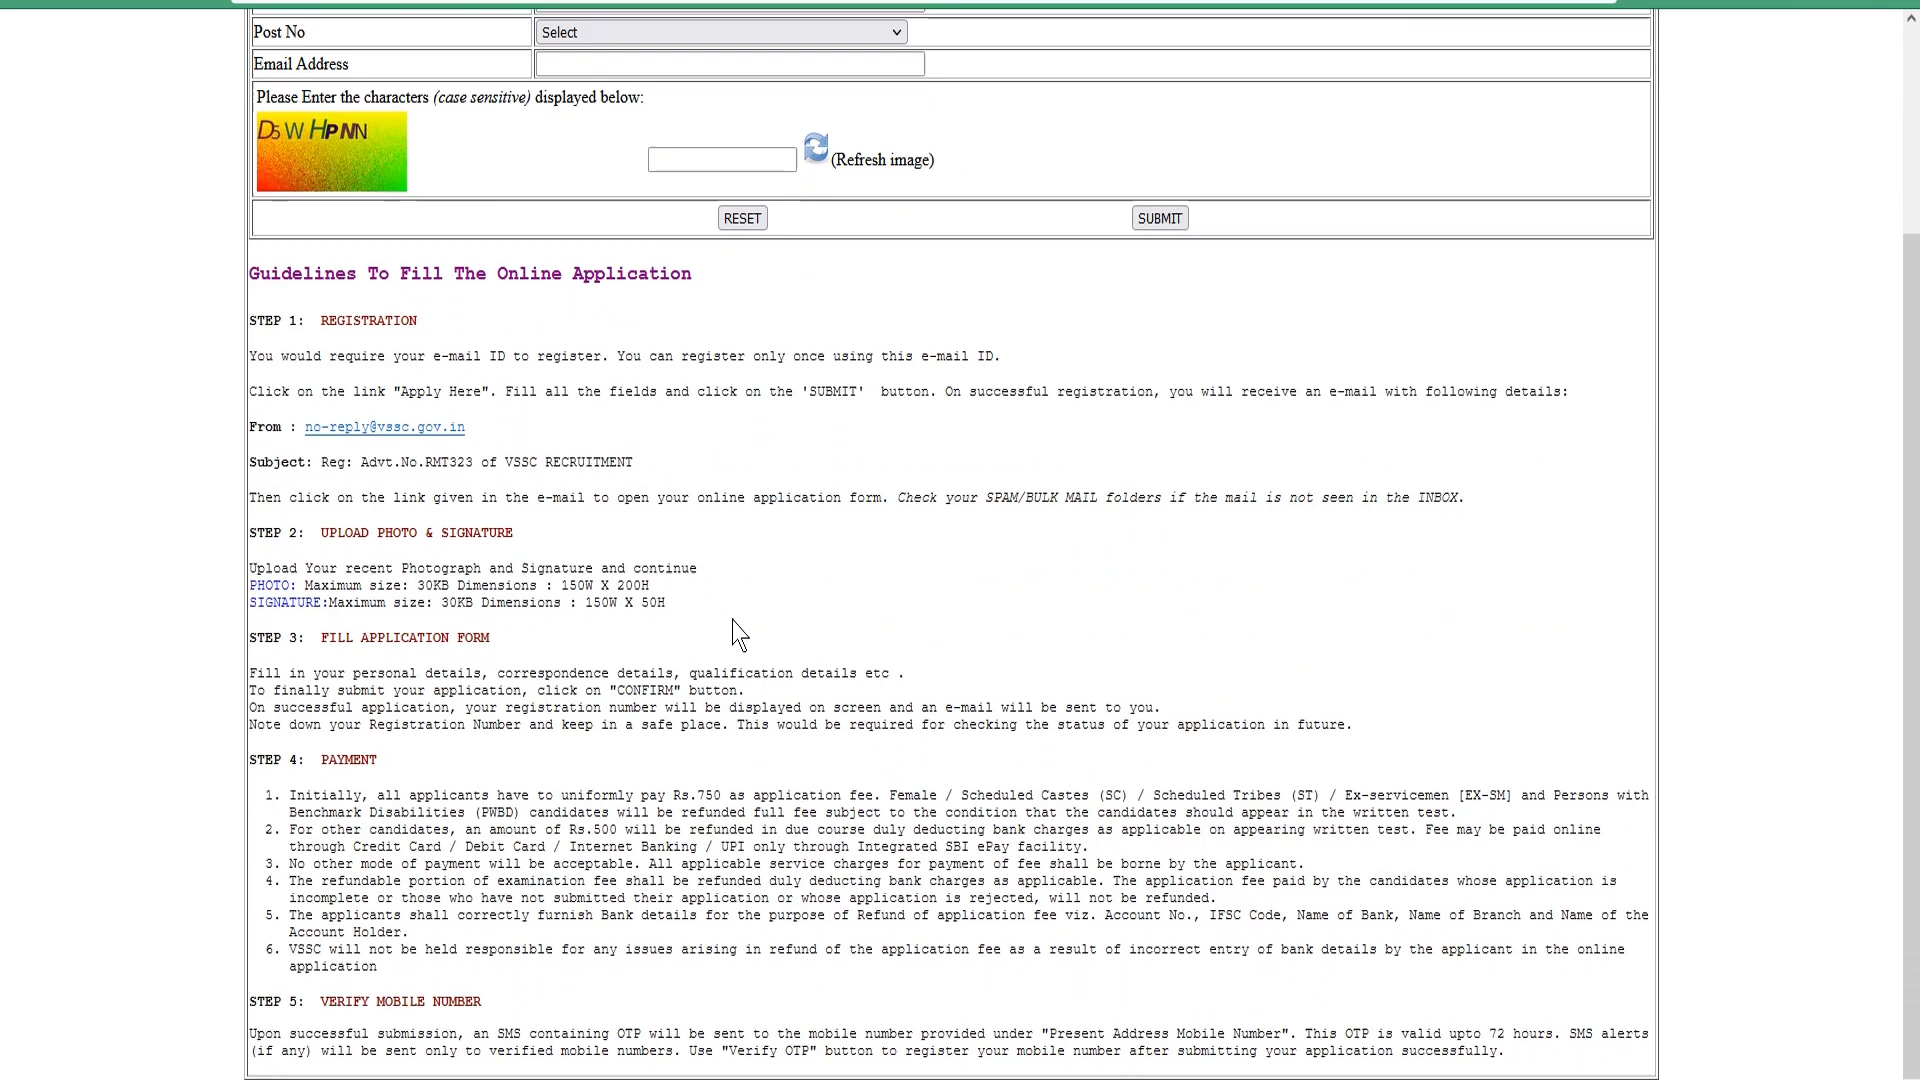 Post No
Select
Email Address
Please Enter the characters (case sensitive) displayed below:
D5WHPNN
(Refresh image)
RESET
SUBMIT
Guidelines To Fill The Online Application
STEP 1: REGISTRATION
You would require your e-mail ID to register. You can register only once using this e-mail ID.
Click on the link "Apply Here". Fill all the fields and click on the 'SUBMIT' button. On successful registration, you will receive an e-mail with following details:
From : no-reply@vssc.gov.in
Subject: Reg: Advt.No.RMT323 of VSSC RECRUITMENT
Then click on the link given in the e-mail to open your online application form. Check your SPAM/BULK MAIL folders if the mail is not seen in the INBOX.
STEP 2: UPLOAD PHOTO & SIGNATURE
Upload Your recent Photograph and Signature and continue
PHOTO: Maximum size: 30KB Dimensions : 150W X 200H
SIGNATURE:Maximum size: 30KB Dimensions : 150W X 50H
STEP 3: FILL APPLICATION FORM
Fill in your personal details, correspondence details, qualification details etc .
To finally submit your application, click on "CONFIRM" button.
On successful application, your registration number will be displayed on screen and an e-mail will be sent to you.
Note down your Registration Number and keep in a safe place. This would be required for checking the status of your application in future.
STEP 4: PAYMENT
1. Initially, all applicants have to uniformly pay Rs.750 as application fee. Female / Scheduled Castes (SC) / Scheduled Tribes (ST) / Ex-servicemen [EX-SM] and Persons with
Benchmark Disabilities (PWBD) candidates will be refunded full fee subject to the condition that the candidates should appear in the written test.
2. For other candidates, an amount of Rs.500 will be refunded in due course duly deducting bank charges as applicable on appearing written test. Fee may be paid online
through Credit Card / Debit Card / Internet Banking / UPI only through Integrated SBI ePay facility.
3. No other mode of payment will be acceptable. All applicable service charges for payment of fee shall be borne by the applicant.
4. The refundable portion of examination fee shall be refunded duly deducting bank charges as applicable. The application fee paid by the candidates whose application is
incomplete or those who have not submitted their application or whose application is rejected, will not be refunded.
5. The applicants shall correctly furnish Bank details for the purpose of Refund of application fee viz. Account No., IFSC Code, Name of Bank, Name of Branch and Name of the
Account Holder.
6. VSSC will not be held responsible for any issues arising in refund of the application fee as a result of incorrect entry of bank details by the applicant in the online
application
STEP 5: VERIFY MOBILE NUMBER
Upon successful submission, an SMS containing OTP will be sent to the mobile number provided under "Present Address Mobile Number". This OTP is valid upto 72 hours. SMS alerts
(if any) will be sent only to verified mobile numbers. Use "Verify OTP" button to register your mobile number after submitting your application successfully.